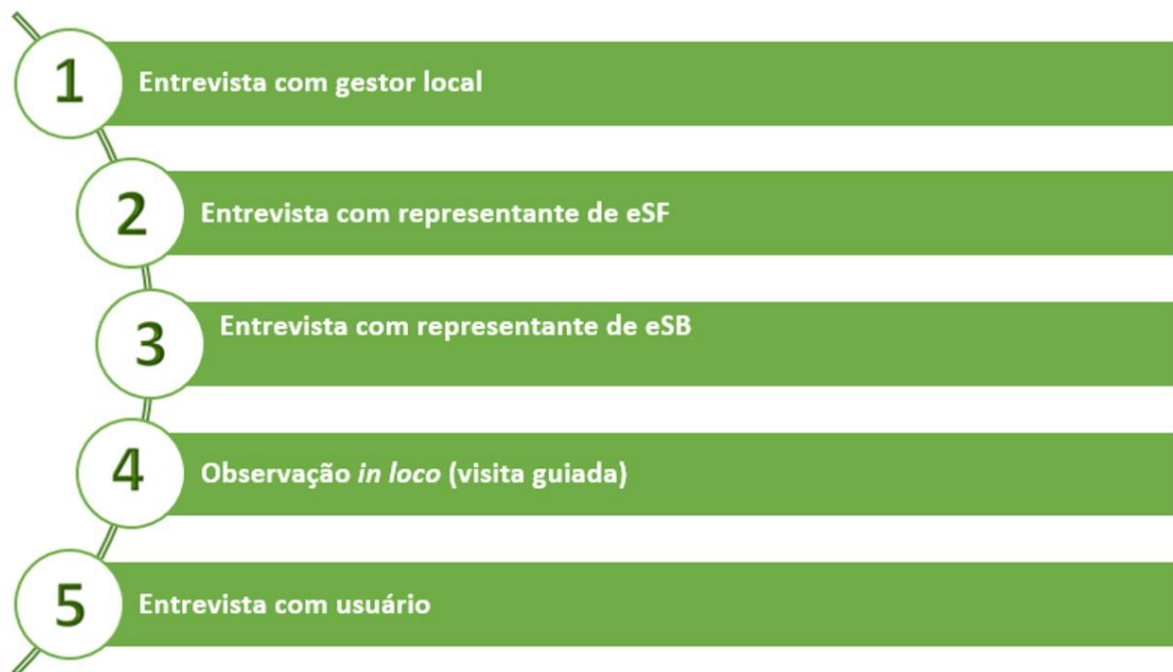 1
Entrevista com gestor local
2
Entrevista com representante de eSF
3
Entrevista com representante de eSB
4
Observação in loco (visita guiada)
5
Entrevista com usuário